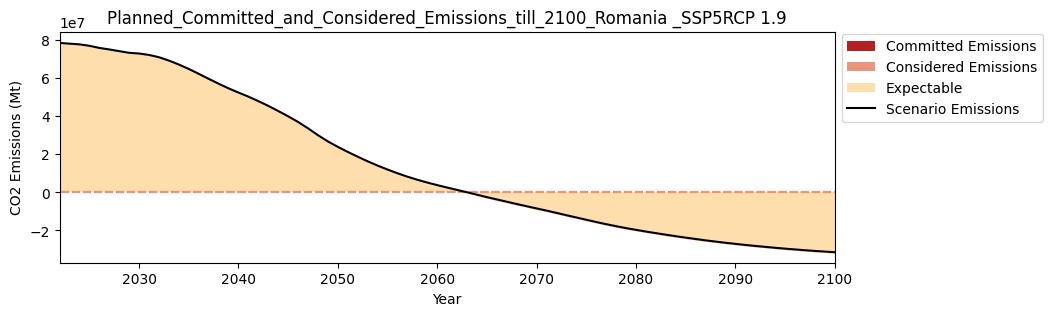 Planned_Committed_and_Considered_Emissions_till_2100_Romania _SSP5RCP 1.9
1e7
8
6
4
2
0
−2
CO2 Emissions (Mt)
2030 2040 2050 2060 2070 2080 2090 2100
Year
Committed Emissions
Considered Emissions
Expectable
Scenario Emissions